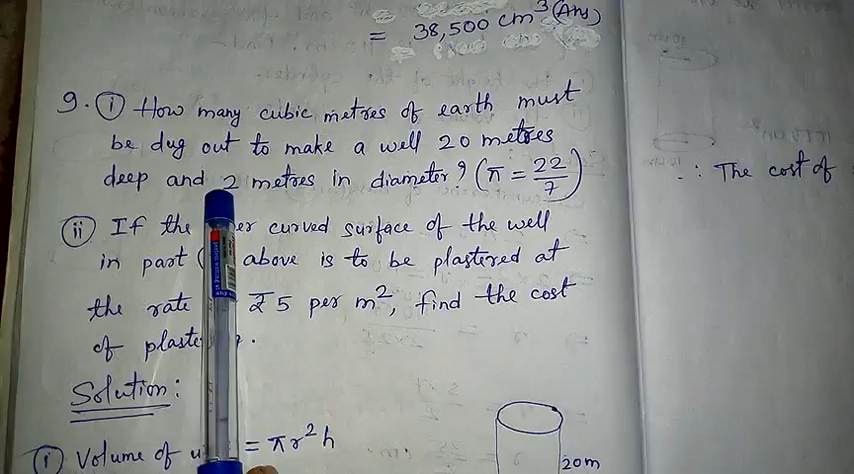 = 38,500 cm³ (Ans)
9. (i) How many cubic metres of earth must
be dug out to make a well 20 metres
deep and 2 metres in diameter? (π = 22/7)
∴ The cost of
(ii) If the er curved surface of the well
in part ( above is to be plastered at
the rate ₹5 per m², find the cost
of plaste .
Solution:
(i) Volume of = πr²h
20m